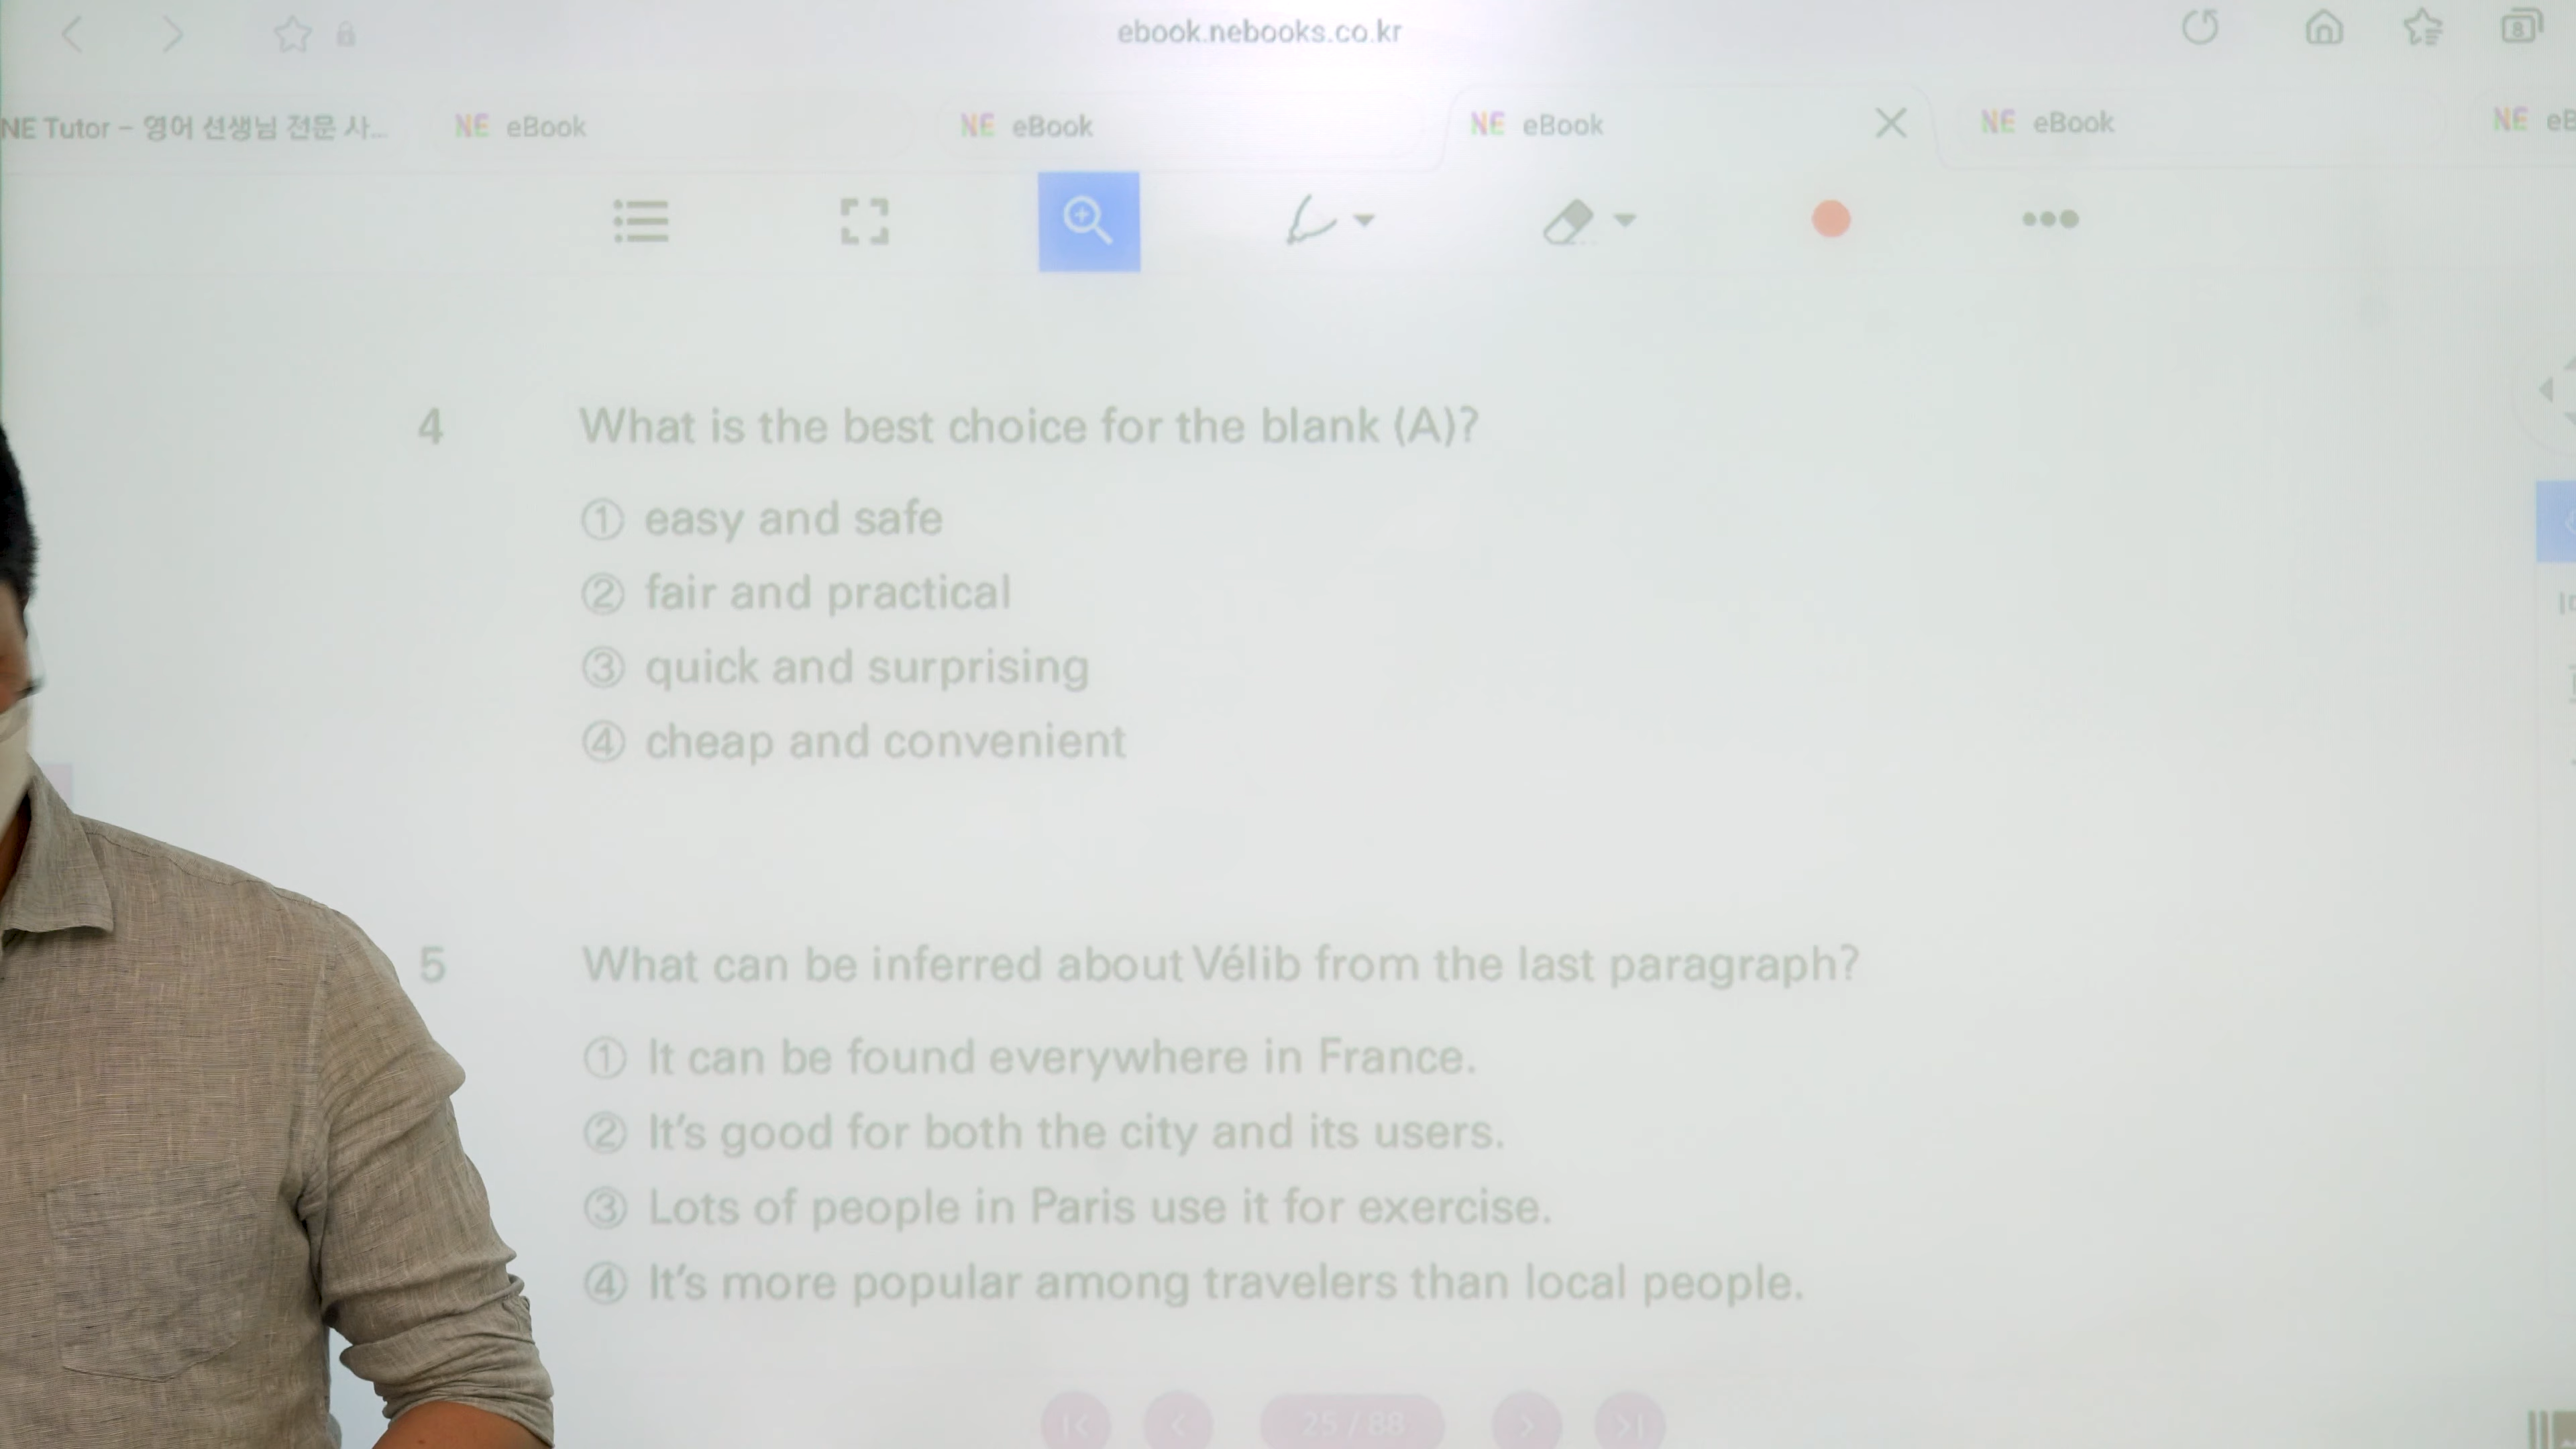 ebook.nebooks.co.kr
8
NE Tutor – 영어 선생님 전문 사...
NE eBook
NE eBook
NE eBook
NE eBook
NE eB
4 What is the best choice for the blank (A)?
① easy and safe
② fair and practical
③ quick and surprising
④ cheap and convenient
5 What can be inferred about Vélib from the last paragraph?
① It can be found everywhere in France.
② It's good for both the city and its users.
③ Lots of people in Paris use it for exercise.
④ It's more popular among travelers than local people.
25 / 88